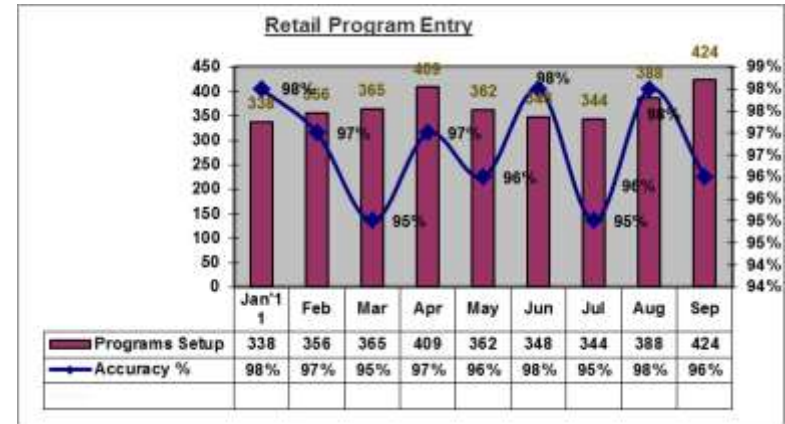 Retail Program Entry
424
450 409 99%
400 98% 98% 388 98%
350 338 356 365 362 348 344 98% 98%
300 97% 97% 97%
250 96% 97%
200 96% 96%
150 95% 95% 95%
100 95%
50 94%
0 94%
Jan'1 1 Feb Mar Apr May Jun Jul Aug Sep
Programs Setup 338 356 365 409 362 348 344 388 424
Accuracy % 98% 97% 95% 97% 96% 98% 95% 98% 96%